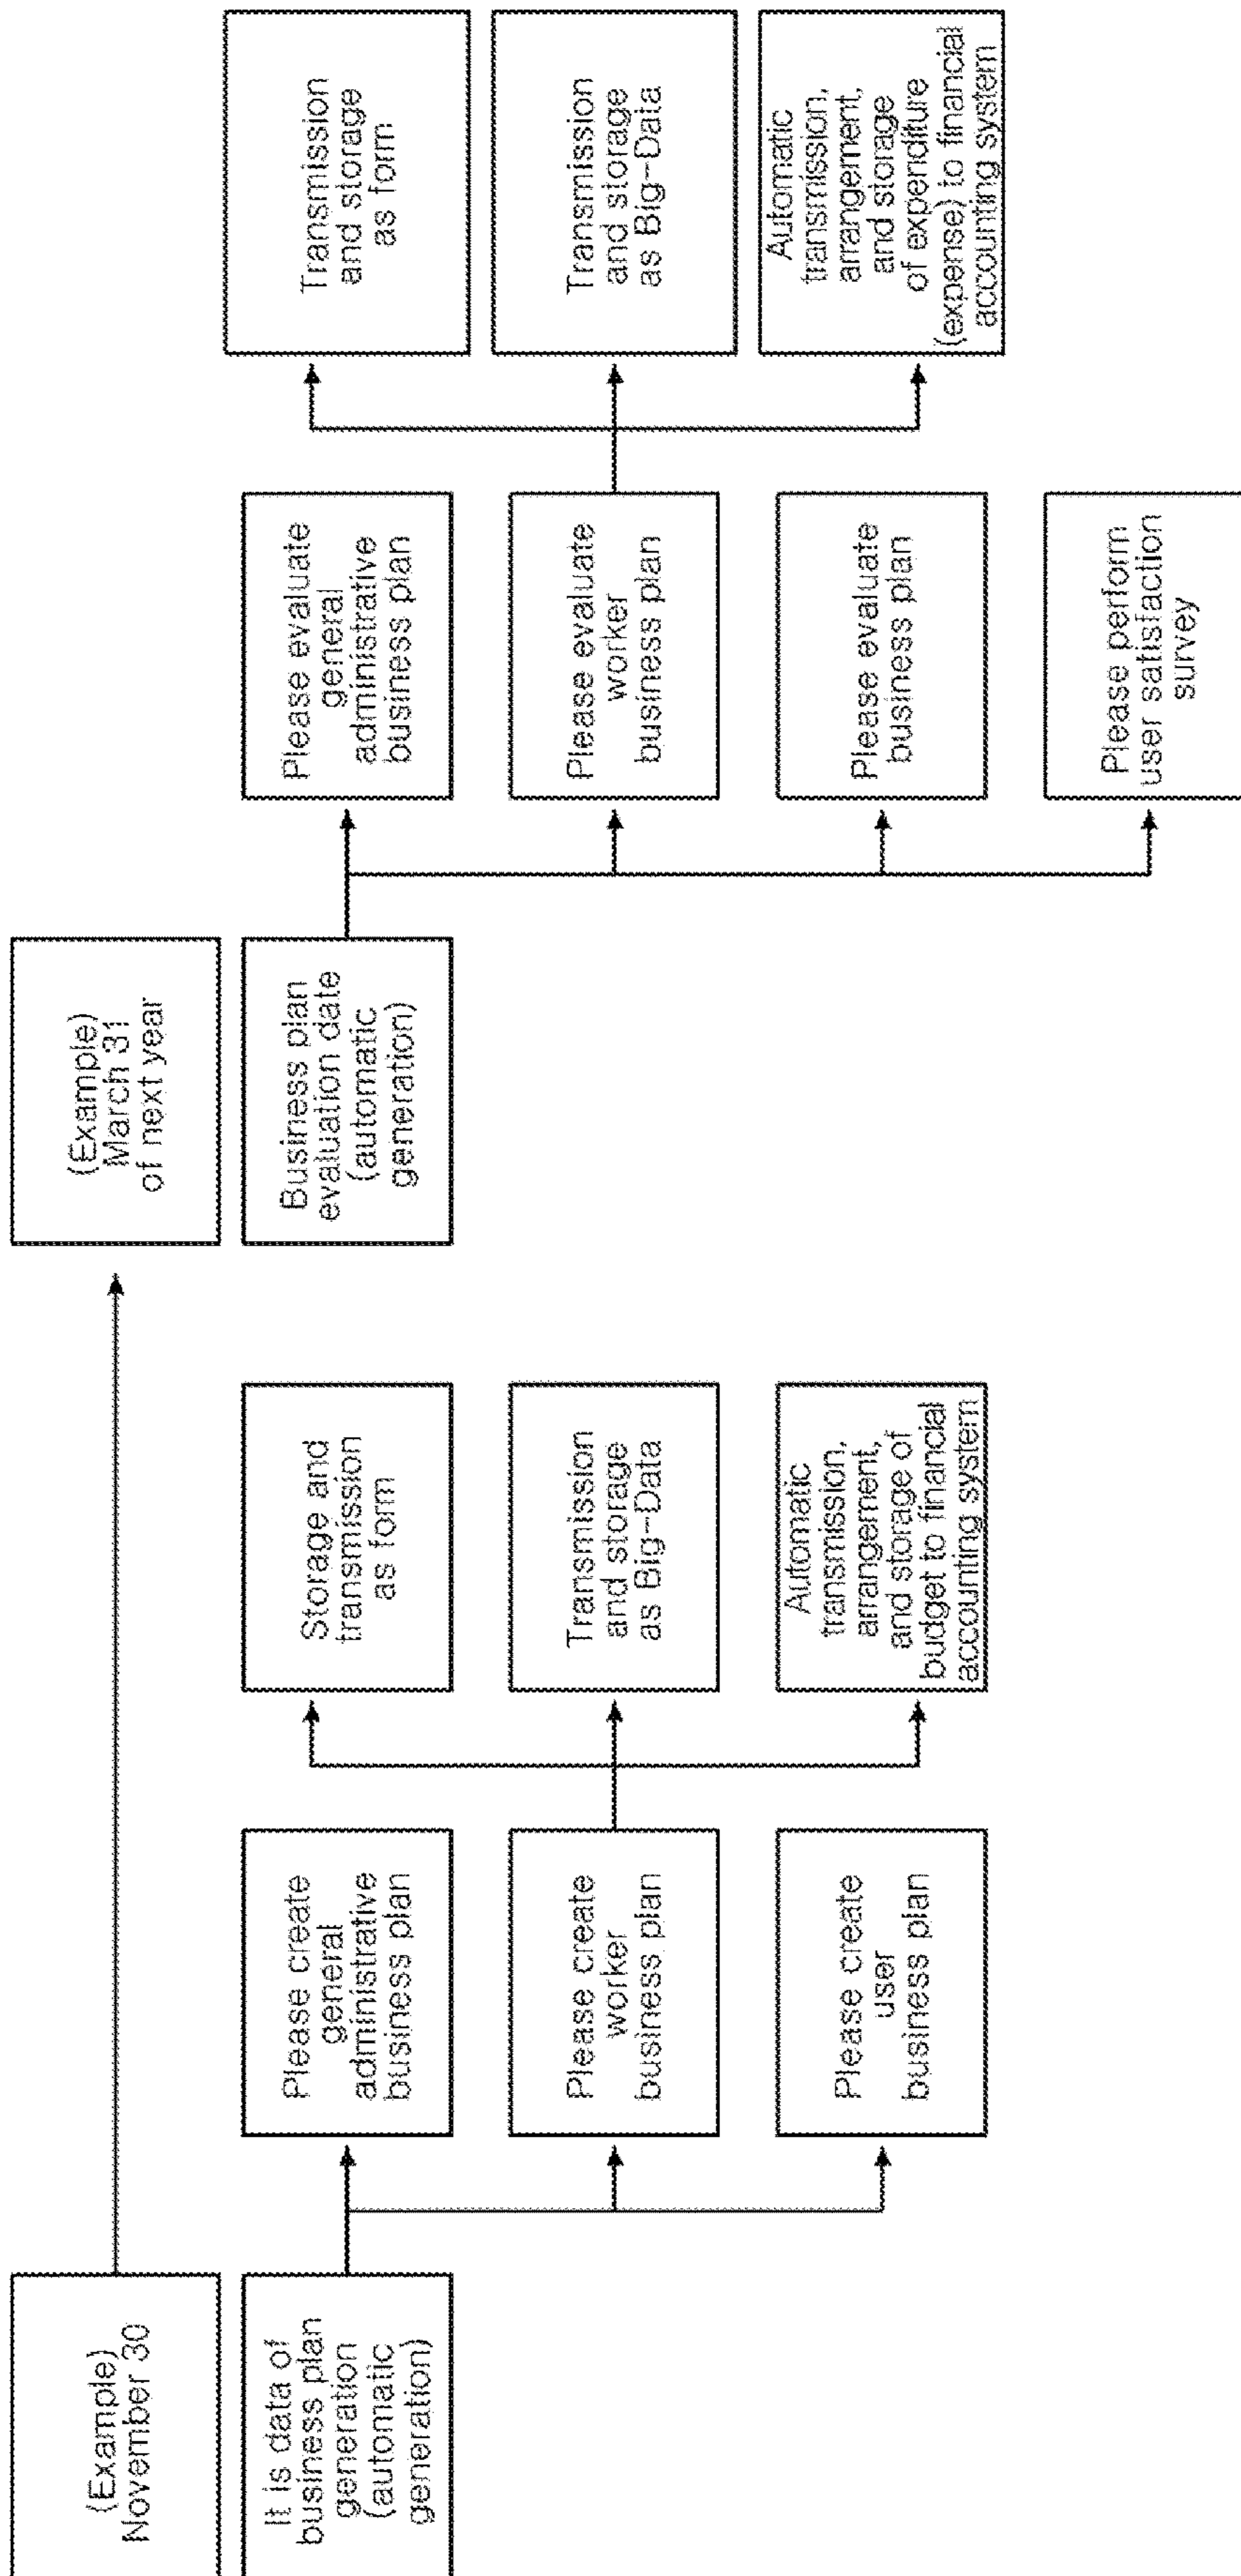 (Example)
November 30
It is data of
business plan
generation
(automatic
generation)
Please create
general
administrative
business plan
Please create
worker
business plan
Please create
user
business plan
Storage and
transmission
as form
Transmission
and storage
as Big-Data
Automatic
transmission,
arrangement,
and storage of
budget to financial
accounting system
(Example)
March 31
of next year
Business plan
evaluation date
(automatic
generation)
Please evaluate
general
administrative
business plan
Please evaluate
worker
business plan
Please evaluate
business plan
Please perform
user satisfaction
survey
Transmission
and storage
as form
Transmission
and storage
as Big-Data
Automatic
transmission,
arrangement,
and storage
of expenditure
(expense) to financial
accounting system